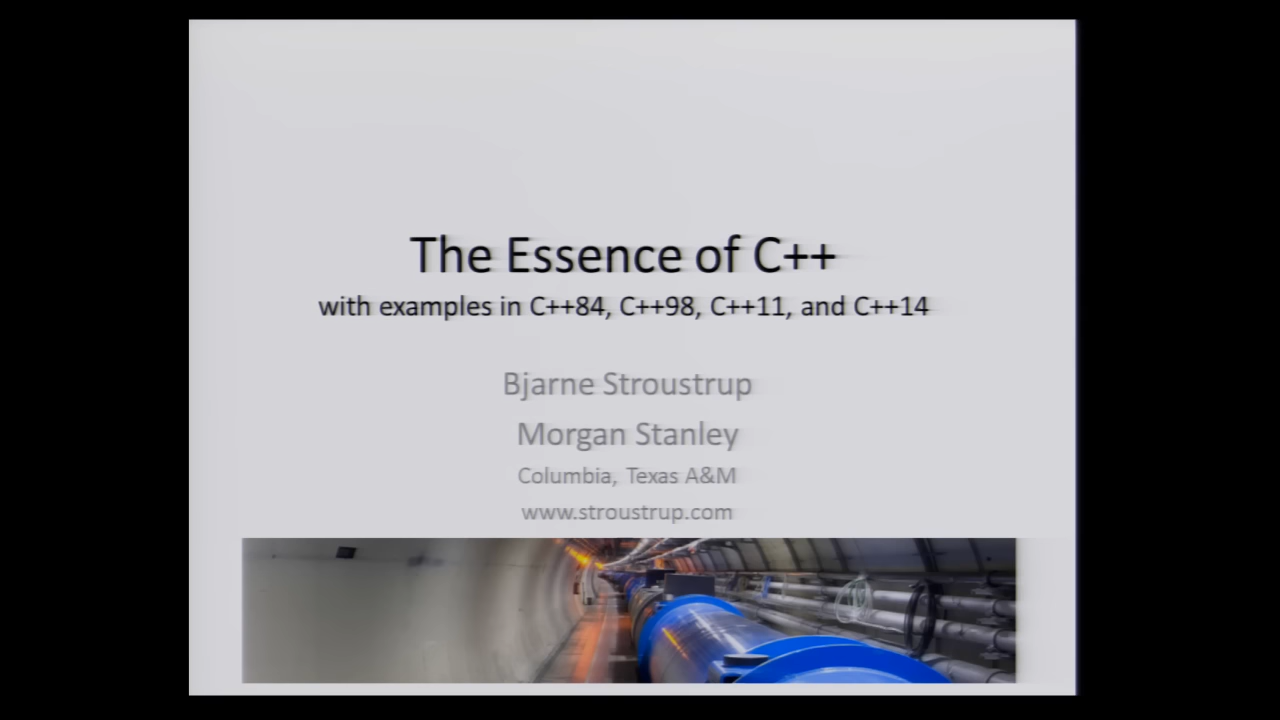 The Essence of C++
with examples in C++84, C++98, C++11, and C++14
Bjarne Stroustrup
Morgan Stanley
Columbia, Texas A&M
www.stroustrup.com